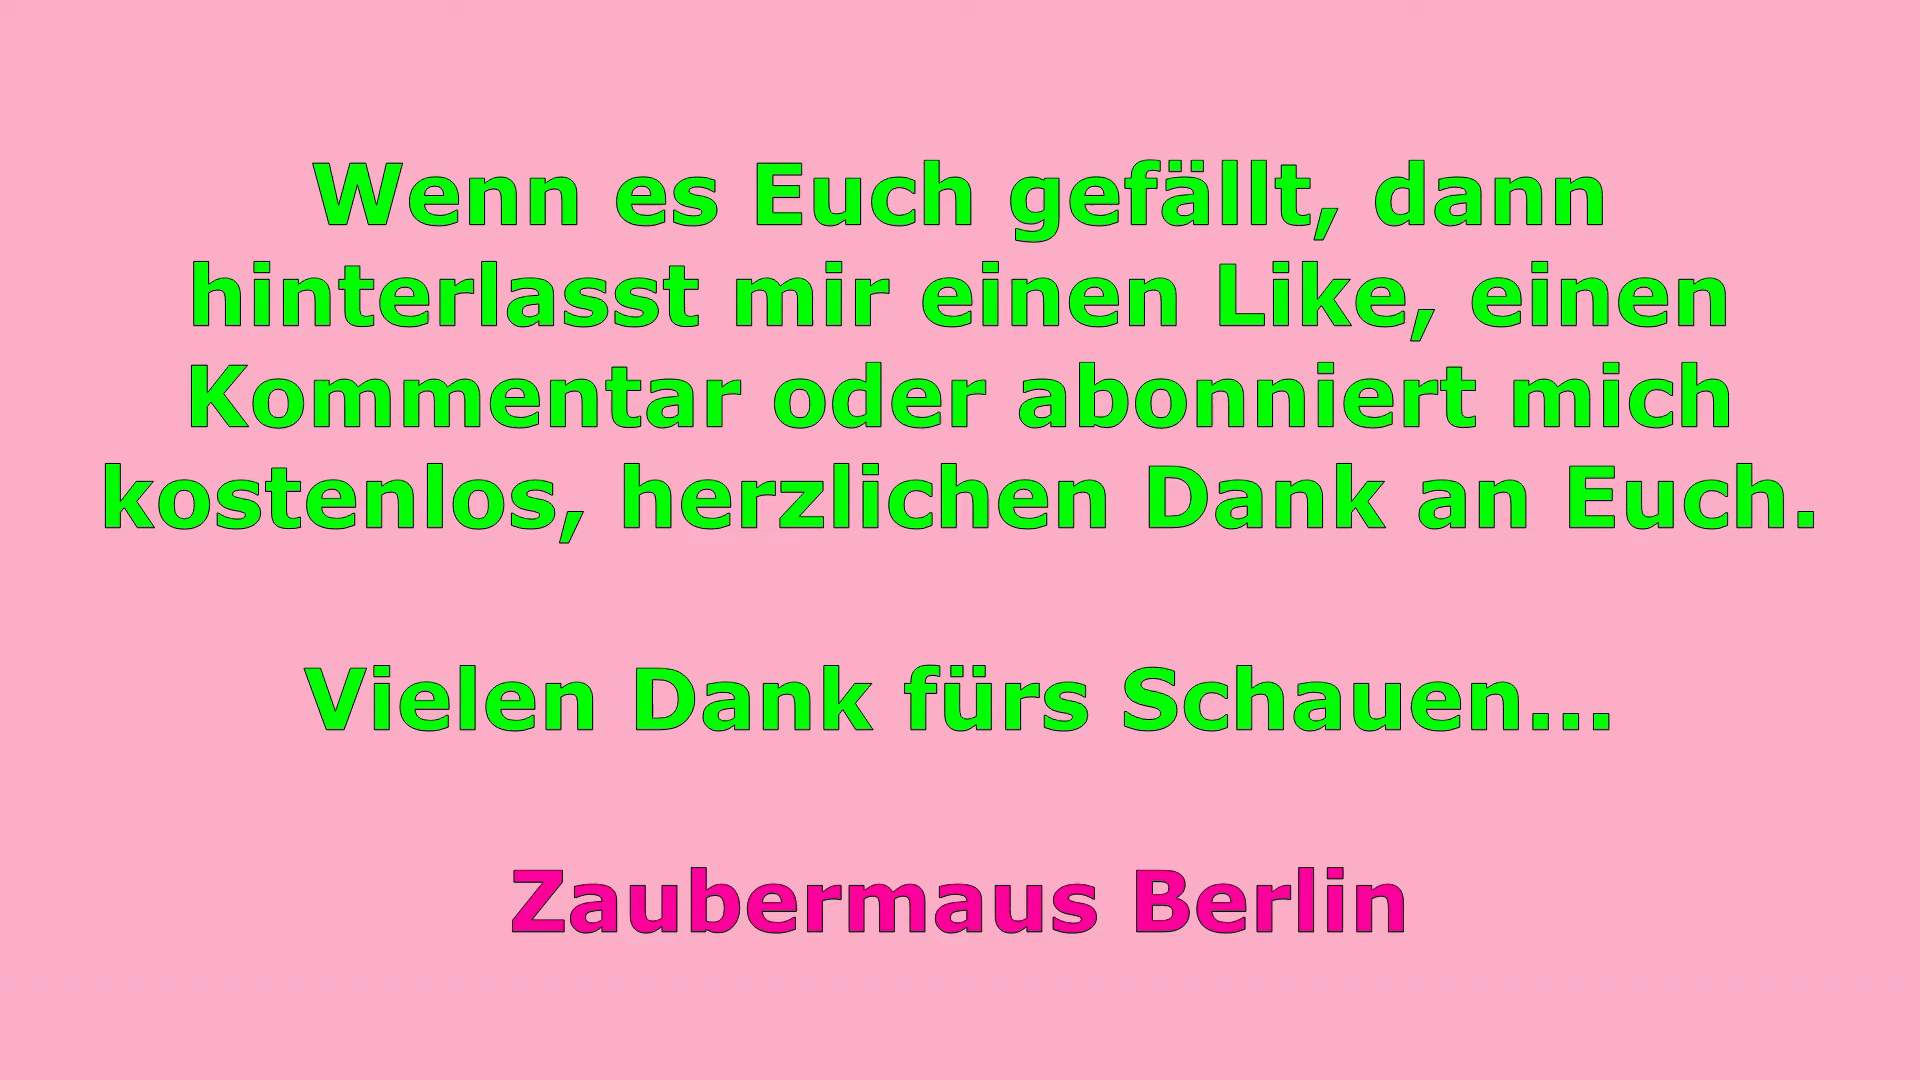 Wenn es Euch gefällt, dann
hinterlasst mir einen Like, einen
Kommentar oder abonniert mich
kostenlos, herzlichen Dank an Euch.
Vielen Dank fürs Schauen...
Zaubermaus Berlin